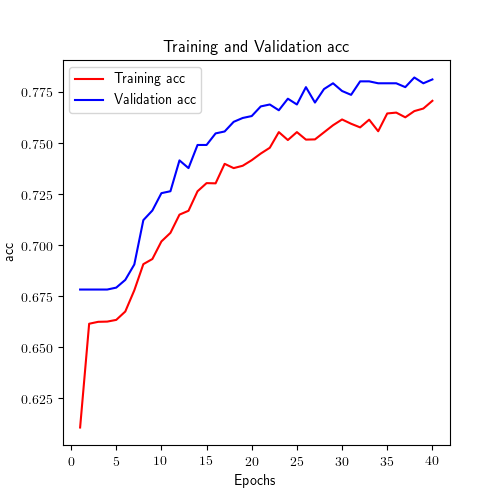 Training and Validation acc
Training acc
Validation acc
0.775
0.750
0.725
0.700
0.675
0.650
0.625
acc
0 5 10 15 20 25 30 35 40
Epochs